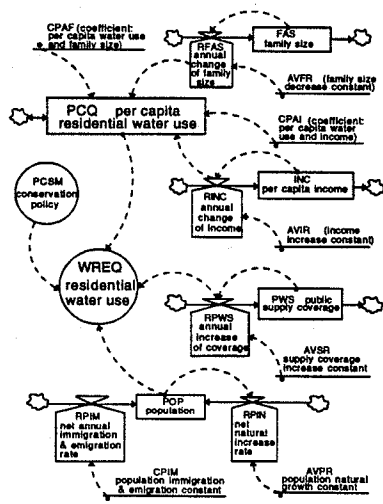 CPAF (coefficient:
per capita water use
and family size)
RFAS
annual
change
of family
size
FAS
family size
AVFR (family size
decrease constant)
PCQ per capita
residential water use
CPAI (coefficient:
per capita water
use and income)
PCSM
conservation
policy
RINC
annual
change
of income
INC
per capita income
AVIR (income
increase constant)
WREQ
residential
water use
RPWS
annual
increase
of coverage
PWS public
supply coverage
AVSR
supply coverage
increase constant
RPIM
net annual
immigration
& emigration
rate
POP
population
RPIN
net
natural
increase
rate
CPIM
population immigration
& emigration constant
AVPR
population natural
growth constant